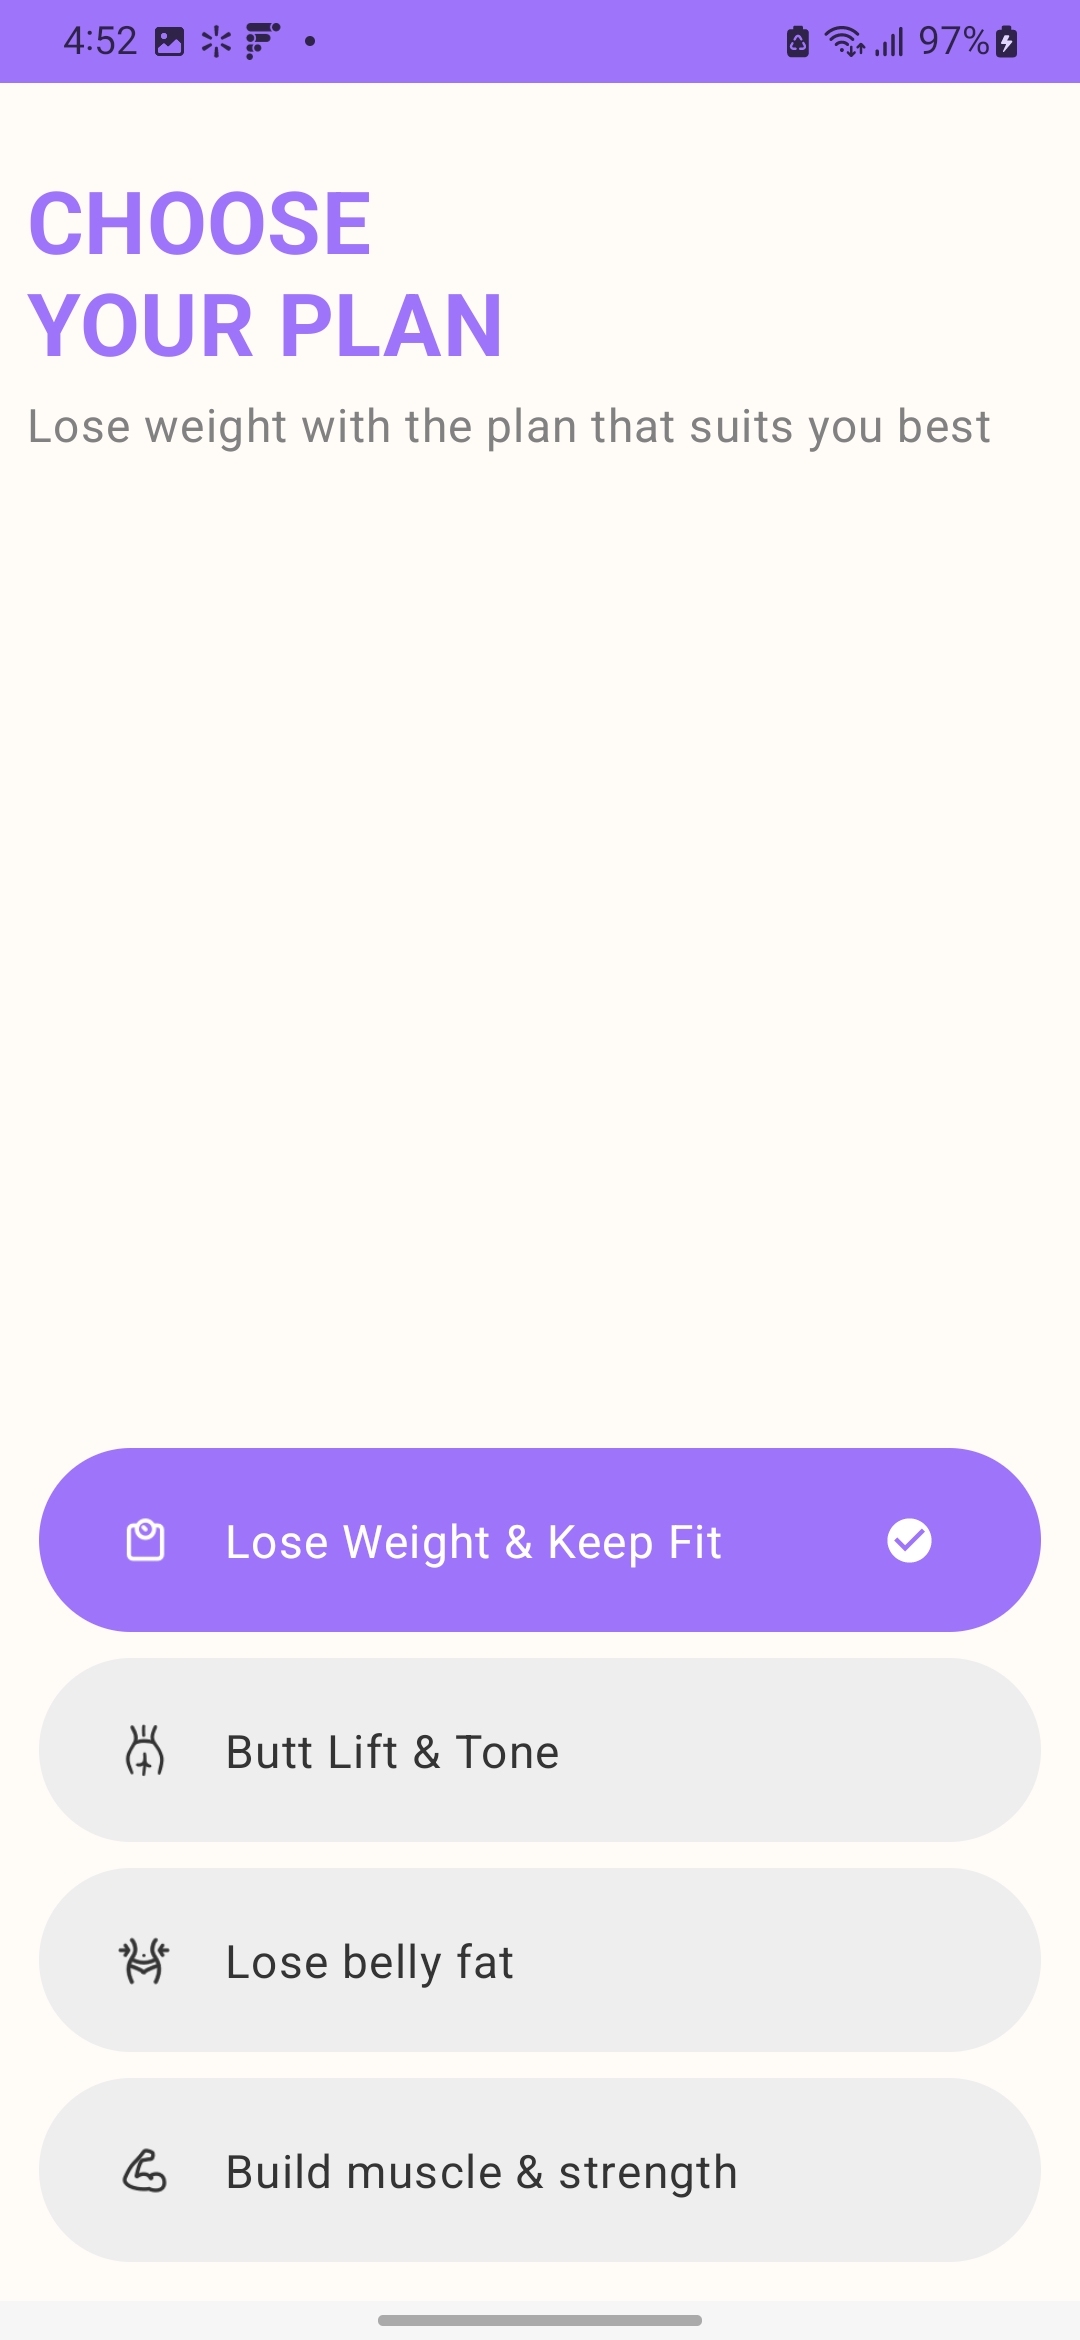 4:52
97%
CHOOSE
YOUR PLAN
Lose weight with the plan that suits you best
Lose Weight & Keep Fit
Butt Lift & Tone
Lose belly fat
Build muscle & strength